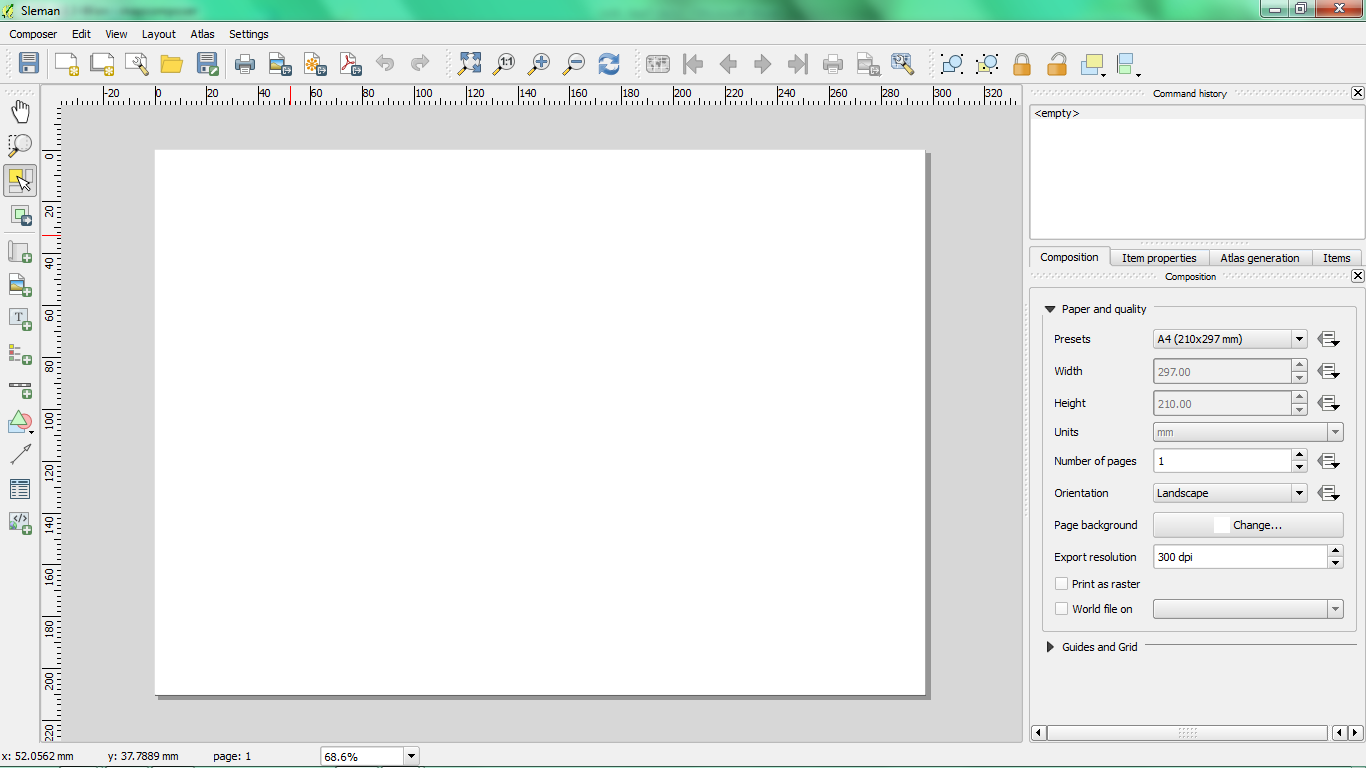 Sleman
Composer Edit View Layout Atlas Settings
1:1
-20 0 20 40 60 80 100 120 140 160 180 200 220 240 260 280 300 320
0
20
40
60
80
100
120
140
160
180
200
220
T
Command history
<empty>
Composition Item properties Atlas generation Items
Composition
Paper and quality
Presets A4 (210x297 mm)
Width 297.00
Height 210.00
Units mm
Number of pages 1
Orientation Landscape
Page background Change...
Export resolution 300 dpi
Print as raster
World file on
Guides and Grid
x: 52.0562 mm y: 37.7889 mm page: 1 68.6%